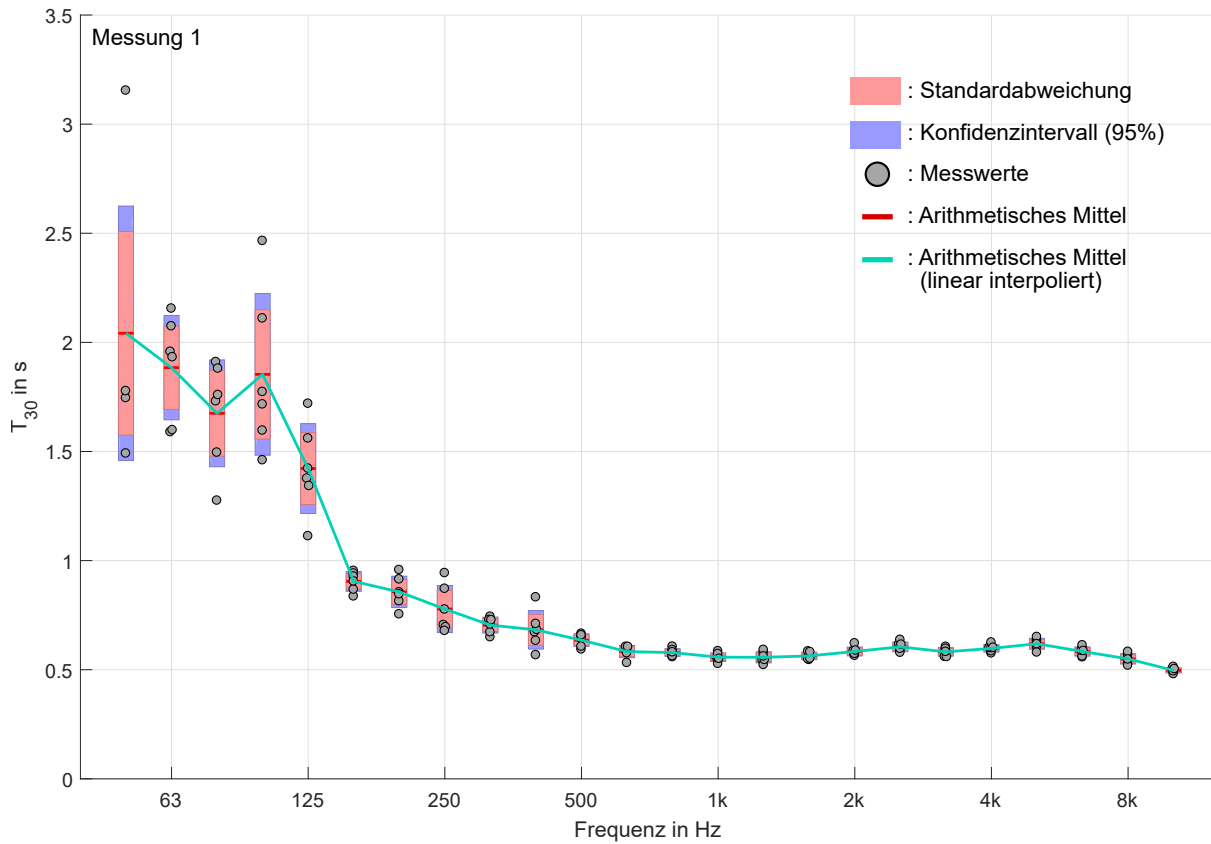 Messung 1
: Standardabweichung
: Konfidenzintervall (95%)
: Messwerte
: Arithmetisches Mittel
: Arithmetisches Mittel
(linear interpoliert)
3.5
3
2.5
2
1.5
1
0.5
0
T30 in s
63 125 250 500 1k 2k 4k 8k
Frequenz in Hz